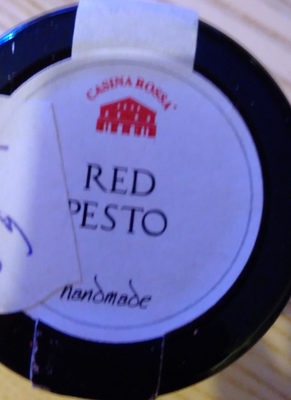 CASINA ROSSA
RED
PESTO
handmade